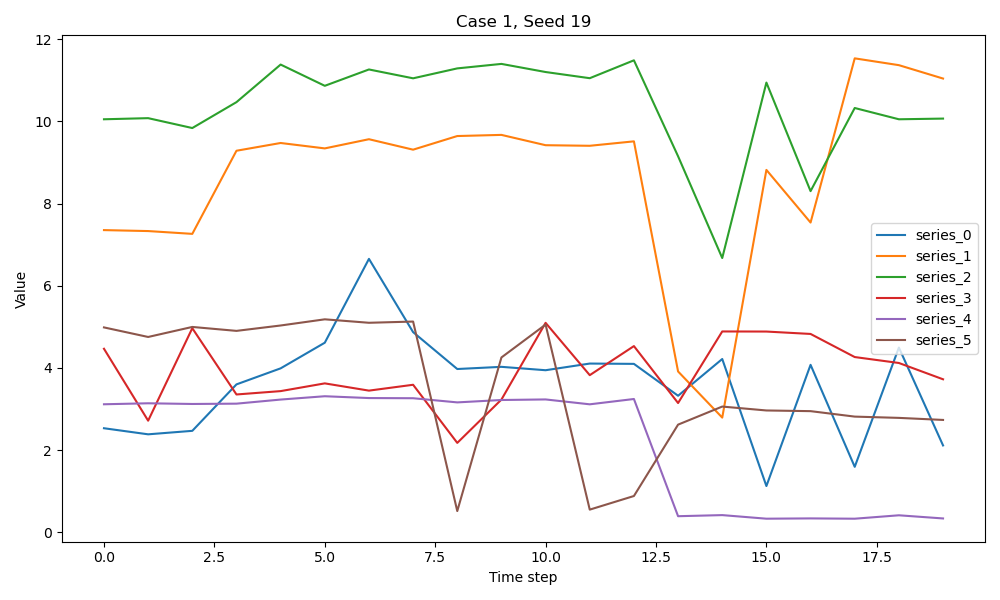 Case 1, Seed 19
Value
12
10
8
6
4
2
0
series_0
series_1
series_2
series_3
series_4
series_5
0.0 2.5 5.0 7.5 10.0 12.5 15.0 17.5
Time step